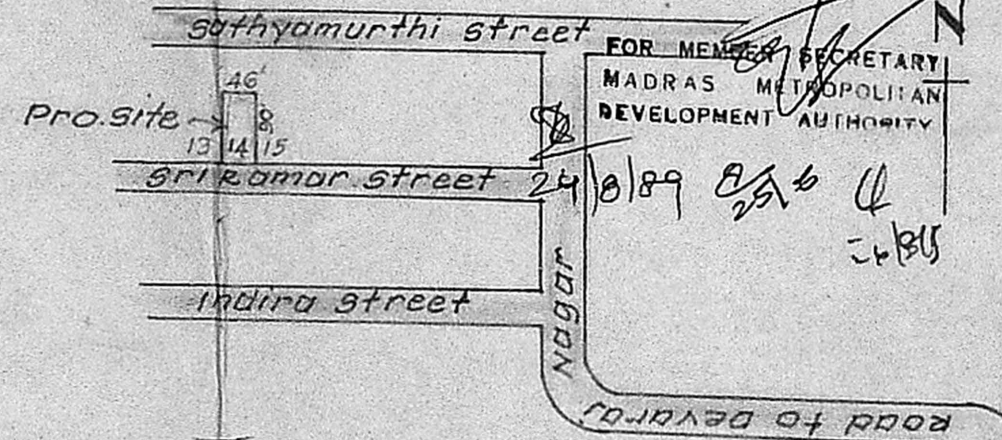 Sathyamurthi Street
N
FOR MEMBER SECRETARY
MADRAS METROPOLITAN
DEVELOPMENT AUTHORITY
46'
Pro.Site
13 14 15
Sri Ramar Street
24/8/89
Indira Street
Nagar
Road to Devaraj